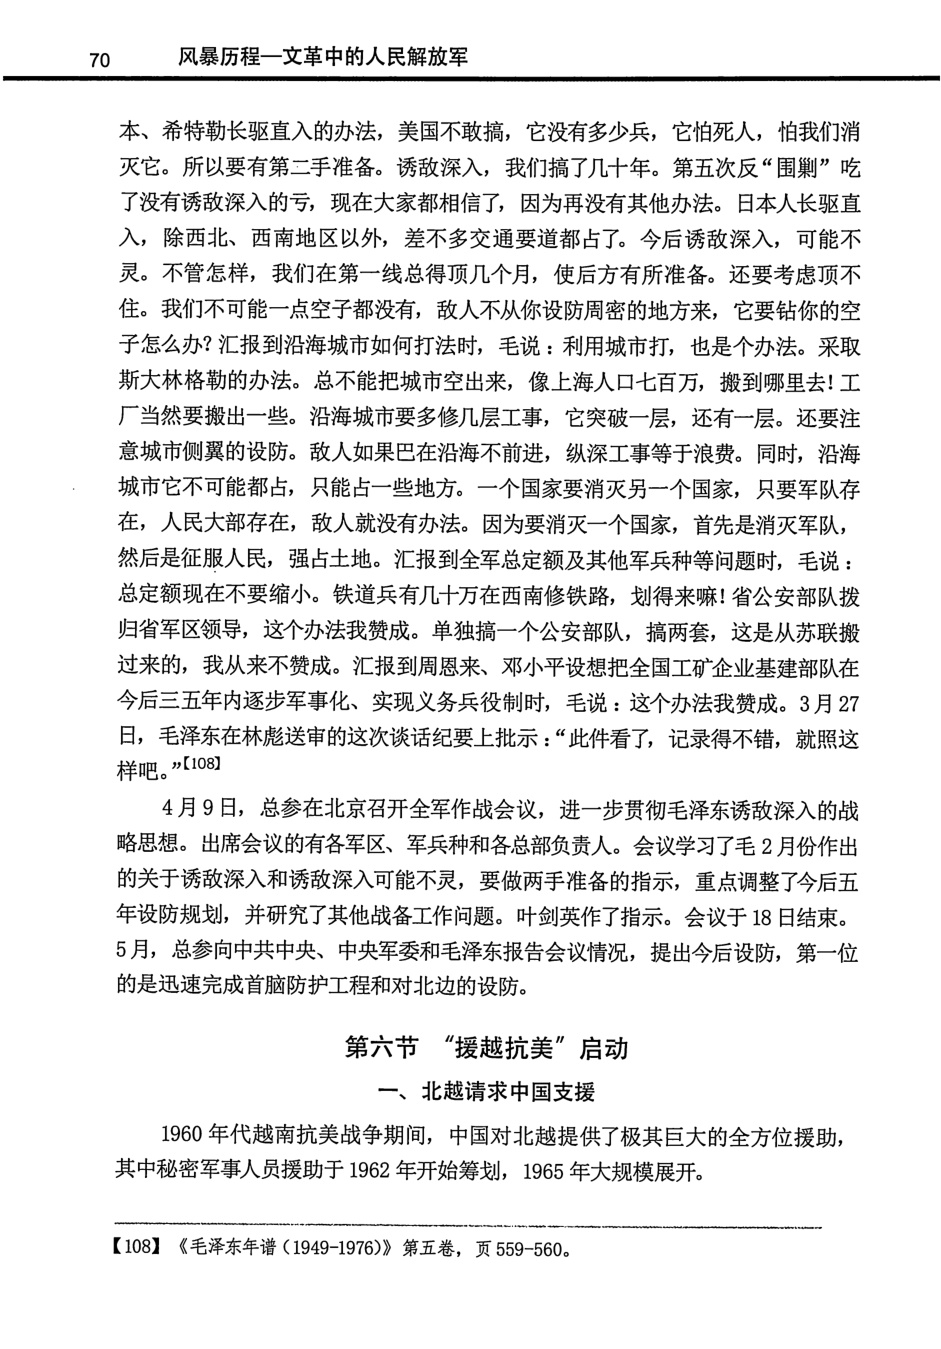 70 风暴历程—文革中的人民解放军
本、希特勒长驱直入的办法，美国不敢搞，它没有多少兵，它怕死人，怕我们消
灭它。所以要有第二手准备。诱敌深入，我们搞了几十年。第五次反“围剿”吃
了没有诱敌深入的亏，现在大家都相信了，因为再没有其他办法。日本人长驱直
入，除西北、西南地区以外，差不多交通要道都占了。今后诱敌深入，可能不
灵。不管怎样，我们在第一线总得顶几个月，使后方有所准备。还要考虑顶不
住。我们不可能一点空子都没有，敌人不从你设防周密的地方来，它要钻你的空
子怎么办？汇报到沿海城市如何打法时，毛说：利用城市打，也是个办法。采取
斯大林格勒的办法。总不能把城市空出来，像上海人口七百万，搬到哪里去！工
厂当然要搬出一些。沿海城市要多修几层工事，它突破一层，还有一层。还要注
意城市侧翼的设防。敌人如果巴在沿海不前进，纵深工事等于浪费。同时，沿海
城市它不可能都占，只能占一些地方。一个国家要消灭另一个国家，只要军队存
在，人民大部存在，敌人就没有办法。因为要消灭一个国家，首先是消灭军队，
然后是征服人民，强占土地。汇报到全军总定额及其他军兵种等问题时，毛说：
总定额现在不要缩小。铁道兵有几十万在西南修铁路，划得来嘛！省公安部队拨
归省军区领导，这个办法我赞成。单独搞一个公安部队，搞两套，这是从苏联搬
过来的，我从来不赞成。汇报到周恩来、邓小平设想把全国工矿企业基建部队在
今后三五年内逐步军事化、实现义务兵役制时，毛说：这个办法我赞成。3月27
日，毛泽东在林彪送审的这次谈话纪要上批示：“此件看了，记录得不错，就照这
样吧。”【108】
4月9日，总参在北京召开全军作战会议，进一步贯彻毛泽东诱敌深入的战
略思想。出席会议的有各军区、军兵种和各总部负责人。会议学习了毛2月份作出
的关于诱敌深入和诱敌深入可能不灵，要做两手准备的指示，重点调整了今后五
年设防规划，并研究了其他战备工作问题。叶剑英作了指示。会议于18日结束。
5月，总参向中共中央、中央军委和毛泽东报告会议情况，提出今后设防，第一位
的是迅速完成首脑防护工程和对北边的设防。
第六节 “援越抗美”启动
一、北越请求中国支援
1960年代越南抗美战争期间，中国对北越提供了极其巨大的全方位援助，
其中秘密军事人员援助于1962年开始筹划，1965年大规模展开。
【108】《毛泽东年谱（1949-1976）》第五卷，页559-560。